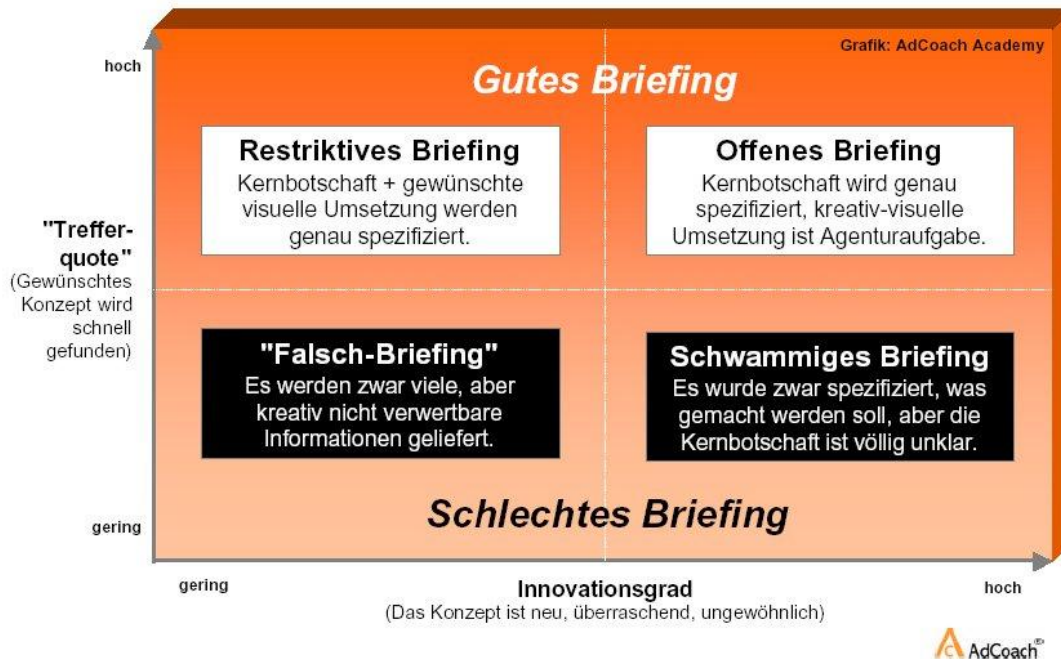 Grafik: AdCoach Academy
hoch
Gutes Briefing
Restriktives Briefing
Kernbotschaft + gewünschte
visuelle Umsetzung werden
genau spezifiziert.
Offenes Briefing
Kernbotschaft wird genau
spezifiziert, kreativ-visuelle
Umsetzung ist Agenturaufgabe.
"Treffer-
quote"
(Gewünschtes
Konzept wird
schnell
gefunden)
"Falsch-Briefing"
Es werden zwar viele, aber
kreativ nicht verwertbare
Informationen geliefert.
Schwammiges Briefing
Es wurde zwar spezifiziert, was
gemacht werden soll, aber die
Kernbotschaft ist völlig unklar.
Schlechtes Briefing
gering
gering
Innovationsgrad
hoch
(Das Konzept ist neu, überraschend, ungewöhnlich)
AdCoach®